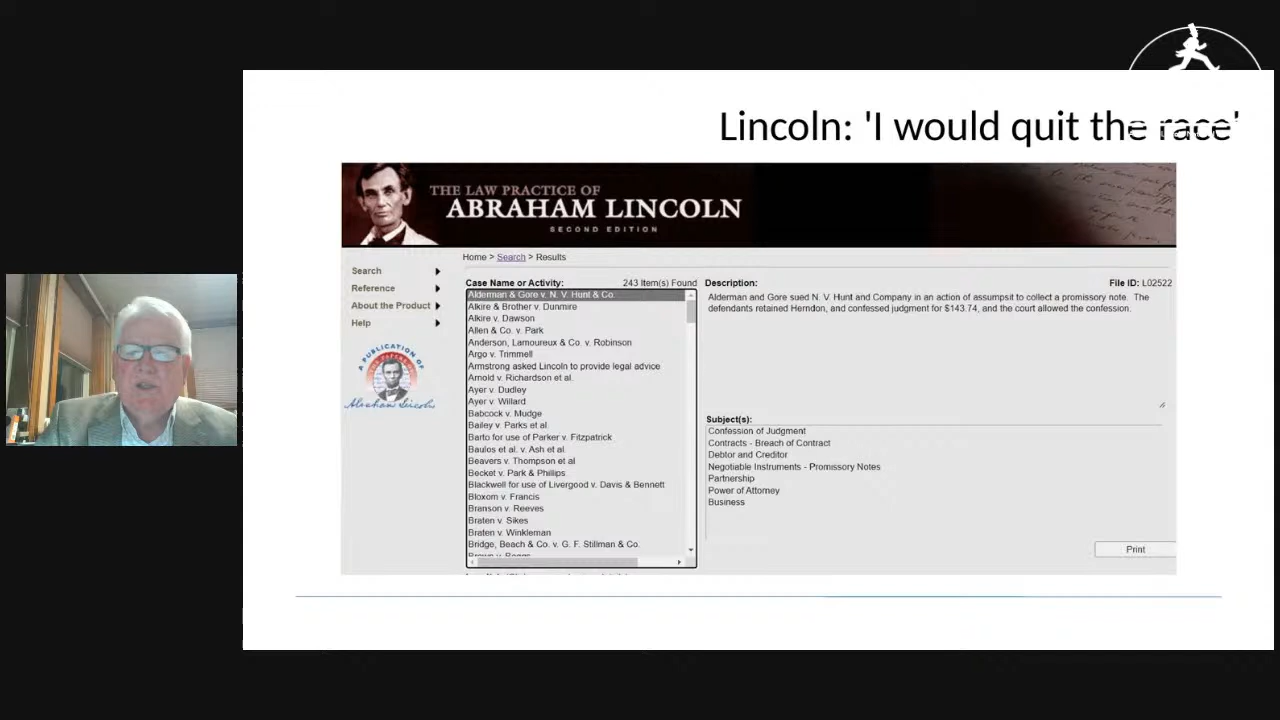 Lincoln: 'I would quit the race'
THE LAW PRACTICE OF
ABRAHAM LINCOLN
SECOND EDITION
Home > Search > Results
Search
Reference
About the Product
Help
A PUBLICATION OF
Abraham Lincoln
Case Name or Activity: 243 Item(s) Found
Alderman & Gore v. N. V. Hunt & Co.
Alkire & Brother v. Dunmire
Alkire v. Dawson
Allen & Co. v. Park
Anderson, Lamoureux & Co. v. Robinson
Argo v. Trimmell
Armstrong asked Lincoln to provide legal advice
Arnold v. Richardson et al.
Ayer v. Dudley
Ayer v. Willard
Babcock v. Mudge
Bailey v. Parks et al.
Barto for use of Parker v. Fitzpatrick
Baulos et al. v. Ash et al.
Beavers v. Thompson et al
Becket v. Park & Phillips
Blackwell for use of Livergood v. Davis & Bennett
Bloxom v. Francis
Branson v. Reeves
Braten v. Sikes
Braten v. Winkleman
Bridge, Beach & Co. v. G. F. Stillman & Co.
Description: File ID: L02522
Alderman and Gore sued N. V. Hunt and Company in an action of assumpsit to collect a promissory note. The
defendants retained Herndon, and confessed judgment for $143.74, and the court allowed the confession.
Subject(s):
Confession of Judgment
Contracts - Breach of Contract
Debtor and Creditor
Negotiable Instruments - Promissory Notes
Partnership
Power of Attorney
Business
Print